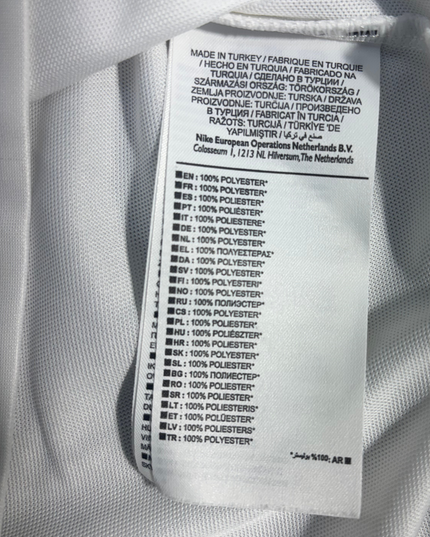 MADE IN TURKEY / FABRIQUE EN TURQUIE
/ HECHO EN TURQUIA / FABRICADO NA
TURQUIA / СДЕЛАНО В ТУРЦИИ /
SZÁRMAZÁSI ORSZÁG: TÖRÖKORSZÁG /
ZEMLJA PROIZVODNJE: TURSKA / DRŽAVA
PROIZVODNJE: TURČIJA / ПРОИЗВЕДЕНО
В ТУРЦИЯ / FABRICAT ÎN TURCIA /
RAŽOTS: TURCIJĀ / TÜRKİYE 'DE
YAPILMIŞTIR / صنع في تركيا
Nike European Operations Netherlands B.V.
Colosseum 1, 1213 NL Hilversum, The Netherlands
EN : 100% POLYESTER*
FR : 100% POLYESTER*
ES : 100% POLIÉSTER*
PT : 100% POLIÉSTER*
IT : 100% POLIESTERE*
DE : 100% POLYESTER*
NL : 100% POLYESTER*
EL : 100% ΠΟΛΥΕΣΤΕΡΑΣ*
DA : 100% POLYESTER*
SV : 100% POLYESTER*
FI : 100% POLYESTERI*
NO : 100% POLYESTER*
RU : 100% ПОЛИЭСТЕР*
CS : 100% POLYESTER*
PL : 100% POLIESTER*
HU : 100% POLIÉSZTER*
HR : 100% POLIESTER*
SK : 100% POLYESTER*
SL : 100% POLIESTER*
BG : 100% ПОЛИЕСТЕР*
RO : 100% POLIESTER*
SR : 100% POLIESTER*
LT : 100% POLIESTERIS*
ET : 100% POLÜESTER*
LV : 100% POLIESTERS*
TR : 100% POLYESTER*
AR :100% بوليستر*